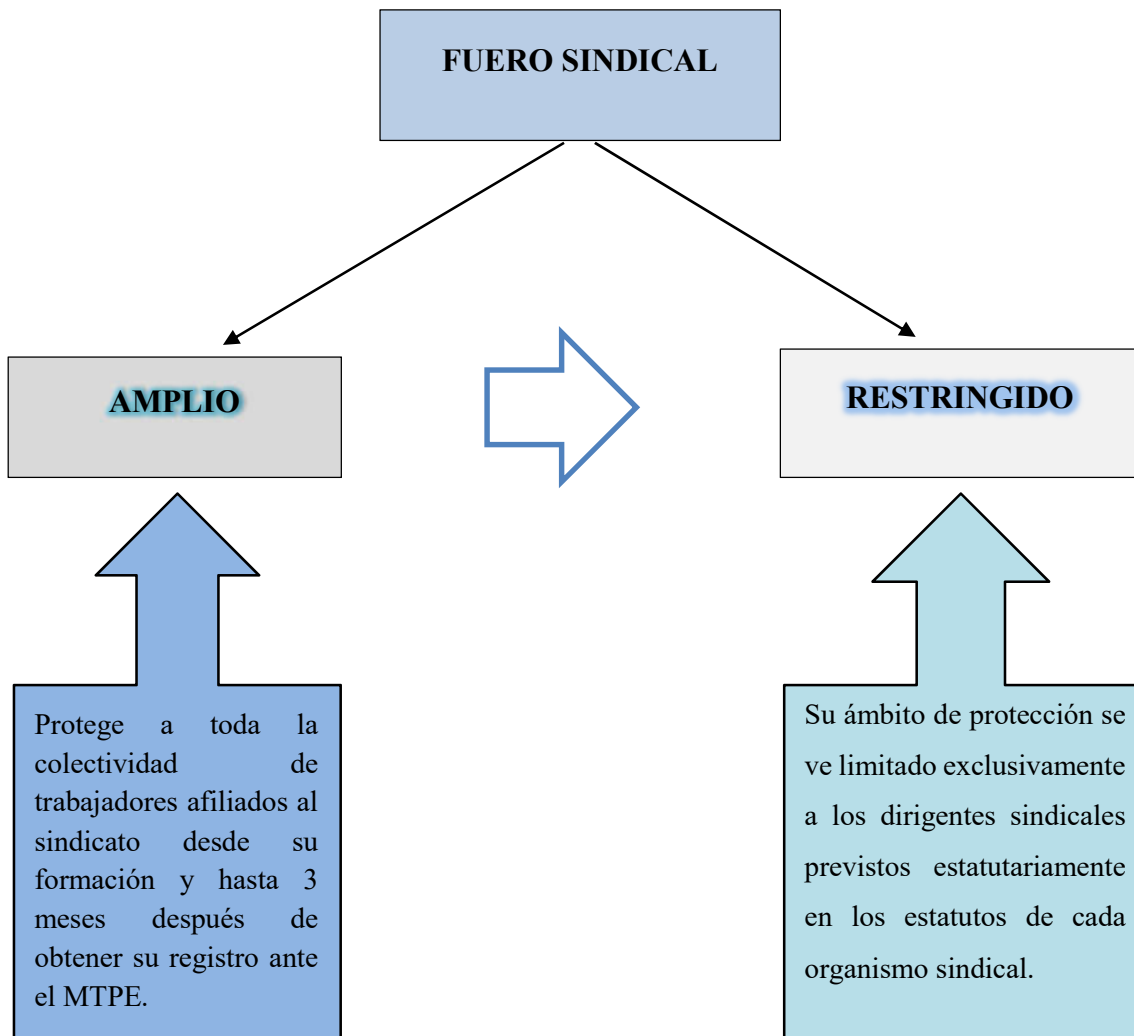 FUERO SINDICAL
AMPLIO
RESTRINGIDO
Protege a toda la
colectividad de
trabajadores afiliados al
sindicato desde su
formación y hasta 3
meses después de
obtener su registro ante
el MTPE.
Su ámbito de protección se
ve limitado exclusivamente
a los dirigentes sindicales
previstos estatutariamente
en los estatutos de cada
organismo sindical.